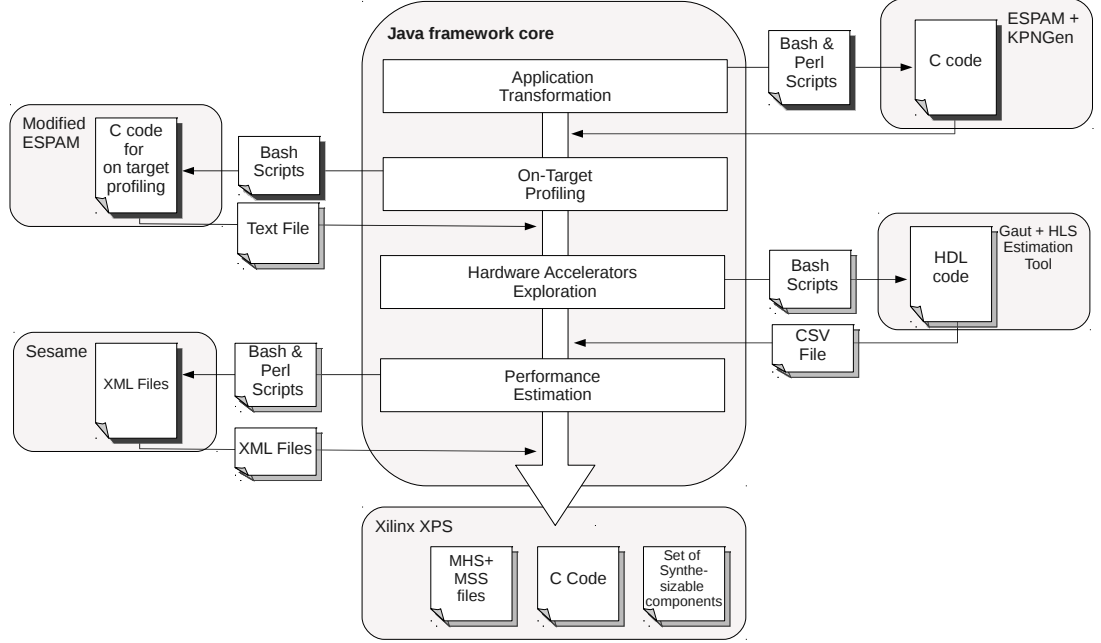 Java framework core
Application
Transformation
Bash &
Perl
Scripts
C code
ESPAM +
KPNGen
Modified
ESPAM
C code
for
on target
profiling
Bash
Scripts
On-Target
Profiling
Text File
Hardware Accelerators
Exploration
Bash
Scripts
HDL
code
Gaut + HLS
Estimation
Tool
CSV
File
Sesame
XML Files
Bash &
Perl
Scripts
Performance
Estimation
XML Files
Xilinx XPS
MHS+
MSS
files
C Code
Set of
Synthe-
sizable
components